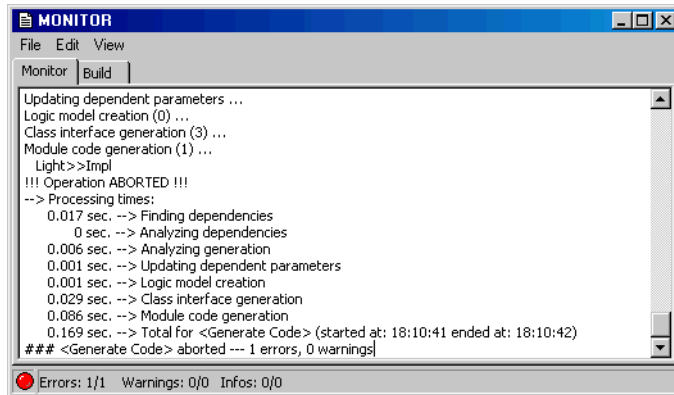 MONITOR
File Edit View
Monitor Build
Updating dependent parameters ...
Logic model creation (0) ...
Class interface generation (3) ...
Module code generation (1) ...
Light>>Impl
!!! Operation ABORTED !!!
--> Processing times:
0.017 sec. --> Finding dependencies
0 sec. --> Analyzing dependencies
0.006 sec. --> Analyzing generation
0.001 sec. --> Updating dependent parameters
0.001 sec. --> Logic model creation
0.029 sec. --> Class interface generation
0.086 sec. --> Module code generation
0.169 sec. --> Total for <Generate Code> (started at: 18:10:41 ended at: 18:10:42)
### <Generate Code> aborted --- 1 errors, 0 warnings
Errors: 1/1 Warnings: 0/0 Infos: 0/0